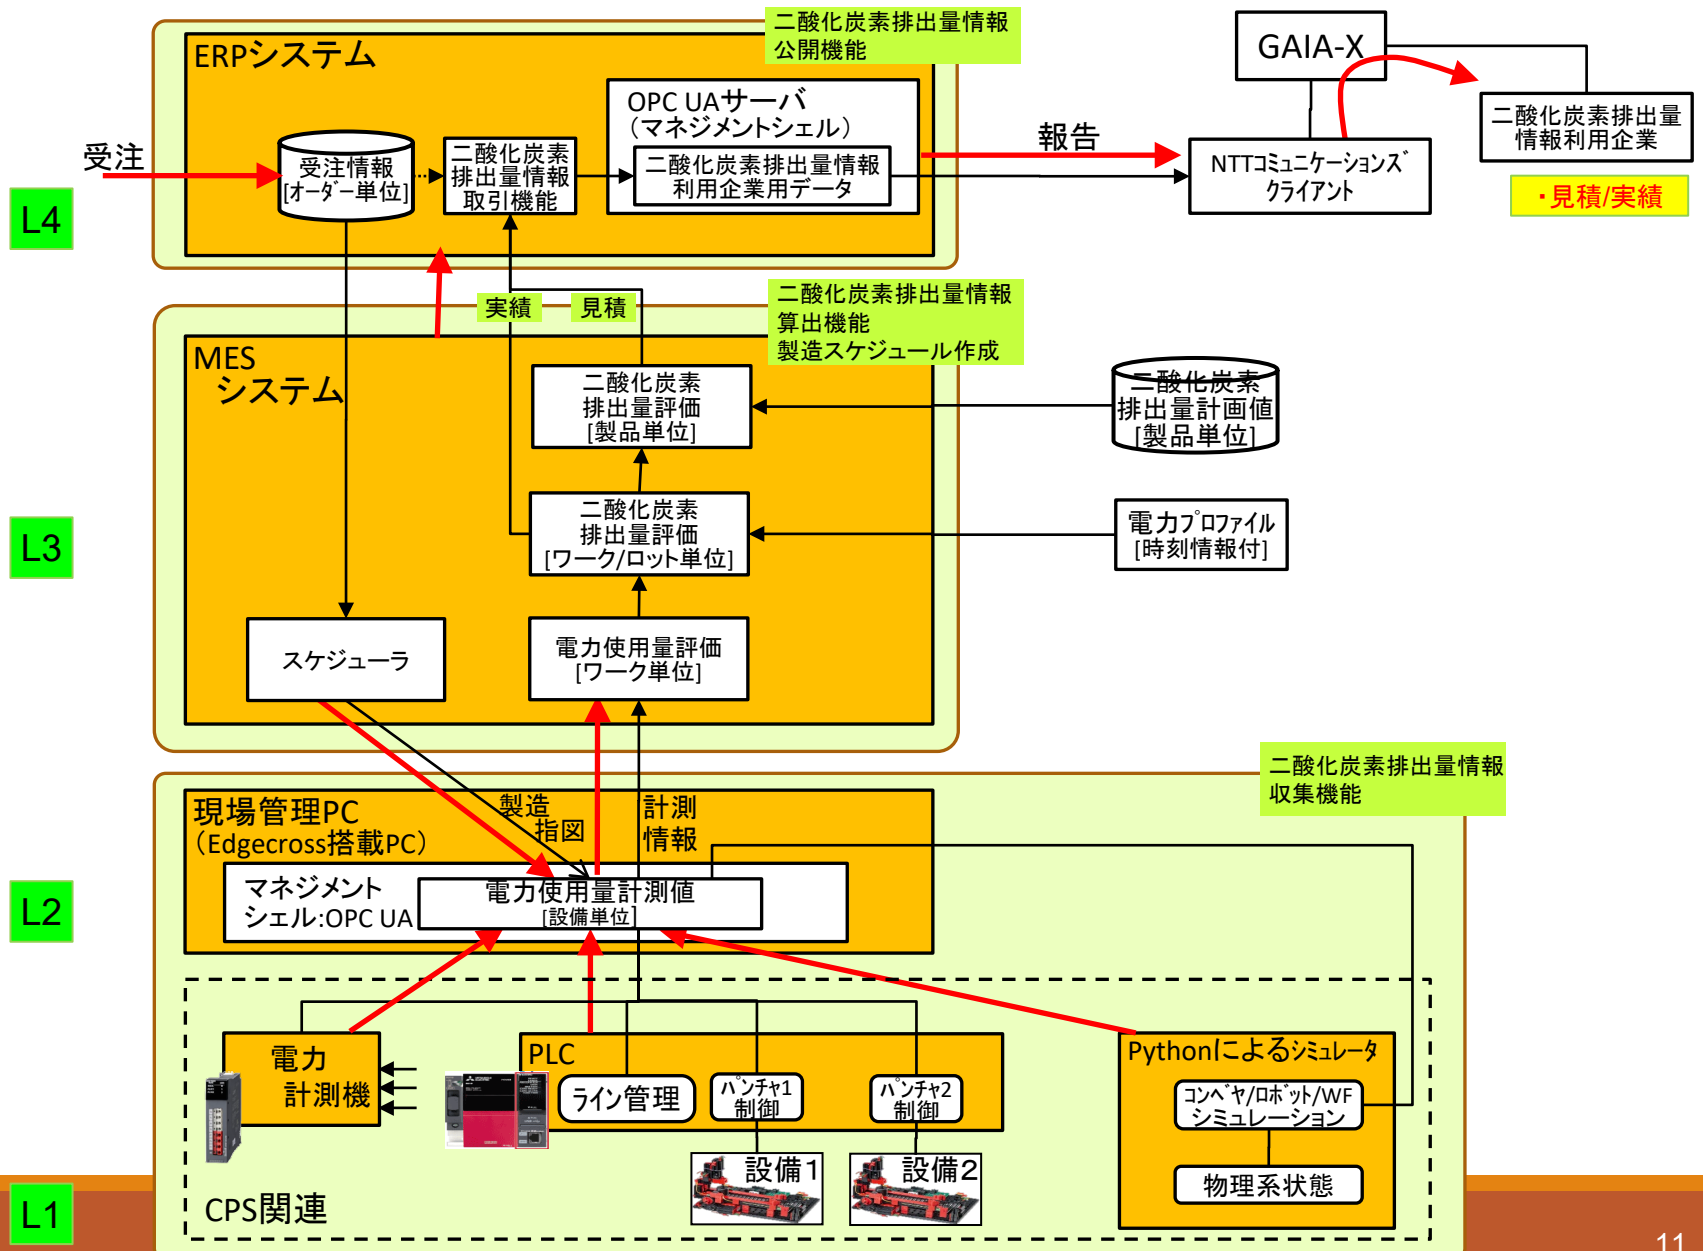 二酸化炭素排出量情報
公開機能
ERPシステム
GAIA-X
OPC UAサーバ
（マネジメントシェル）
二酸化炭素排出量
情報利用企業
受注
受注情報
[オーダー単位]
二酸化炭素
排出量情報
取引機能
二酸化炭素排出量情報
利用企業用データ
報告
NTTｺﾐｭﾆｹｰｼｮﾝｽﾞ
ｸﾗｲｱﾝﾄ
・見積/実績
L4
実績
見積
二酸化炭素排出量情報
算出機能
製造スケジュール作成
MES
システム
二酸化炭素
排出量評価
[製品単位]
二酸化炭素
排出量計画値
[製品単位]
二酸化炭素
排出量評価
[ワーク/ロット単位]
電力ﾌﾟﾛﾌｧｲﾙ
[時刻情報付]
L3
スケジューラ
電力使用量評価
[ワーク単位]
二酸化炭素排出量情報
収集機能
現場管理PC
（Edgecross搭載PC）
製造
指図
計測
情報
マネジメント
シェル:OPC UA
電力使用量計測値
[設備単位]
L2
電力
計測機
PLC
ﾗｲﾝ管理
ﾊﾟﾝﾁｬ1
制御
ﾊﾟﾝﾁｬ2
制御
Pythonによるｼﾐｭﾚｰﾀ
ｺﾝﾍﾞﾔ/ﾛﾎﾞｯﾄ/WF
シミュレーション
物理系状態
設備１
設備２
CPS関連
L1
11